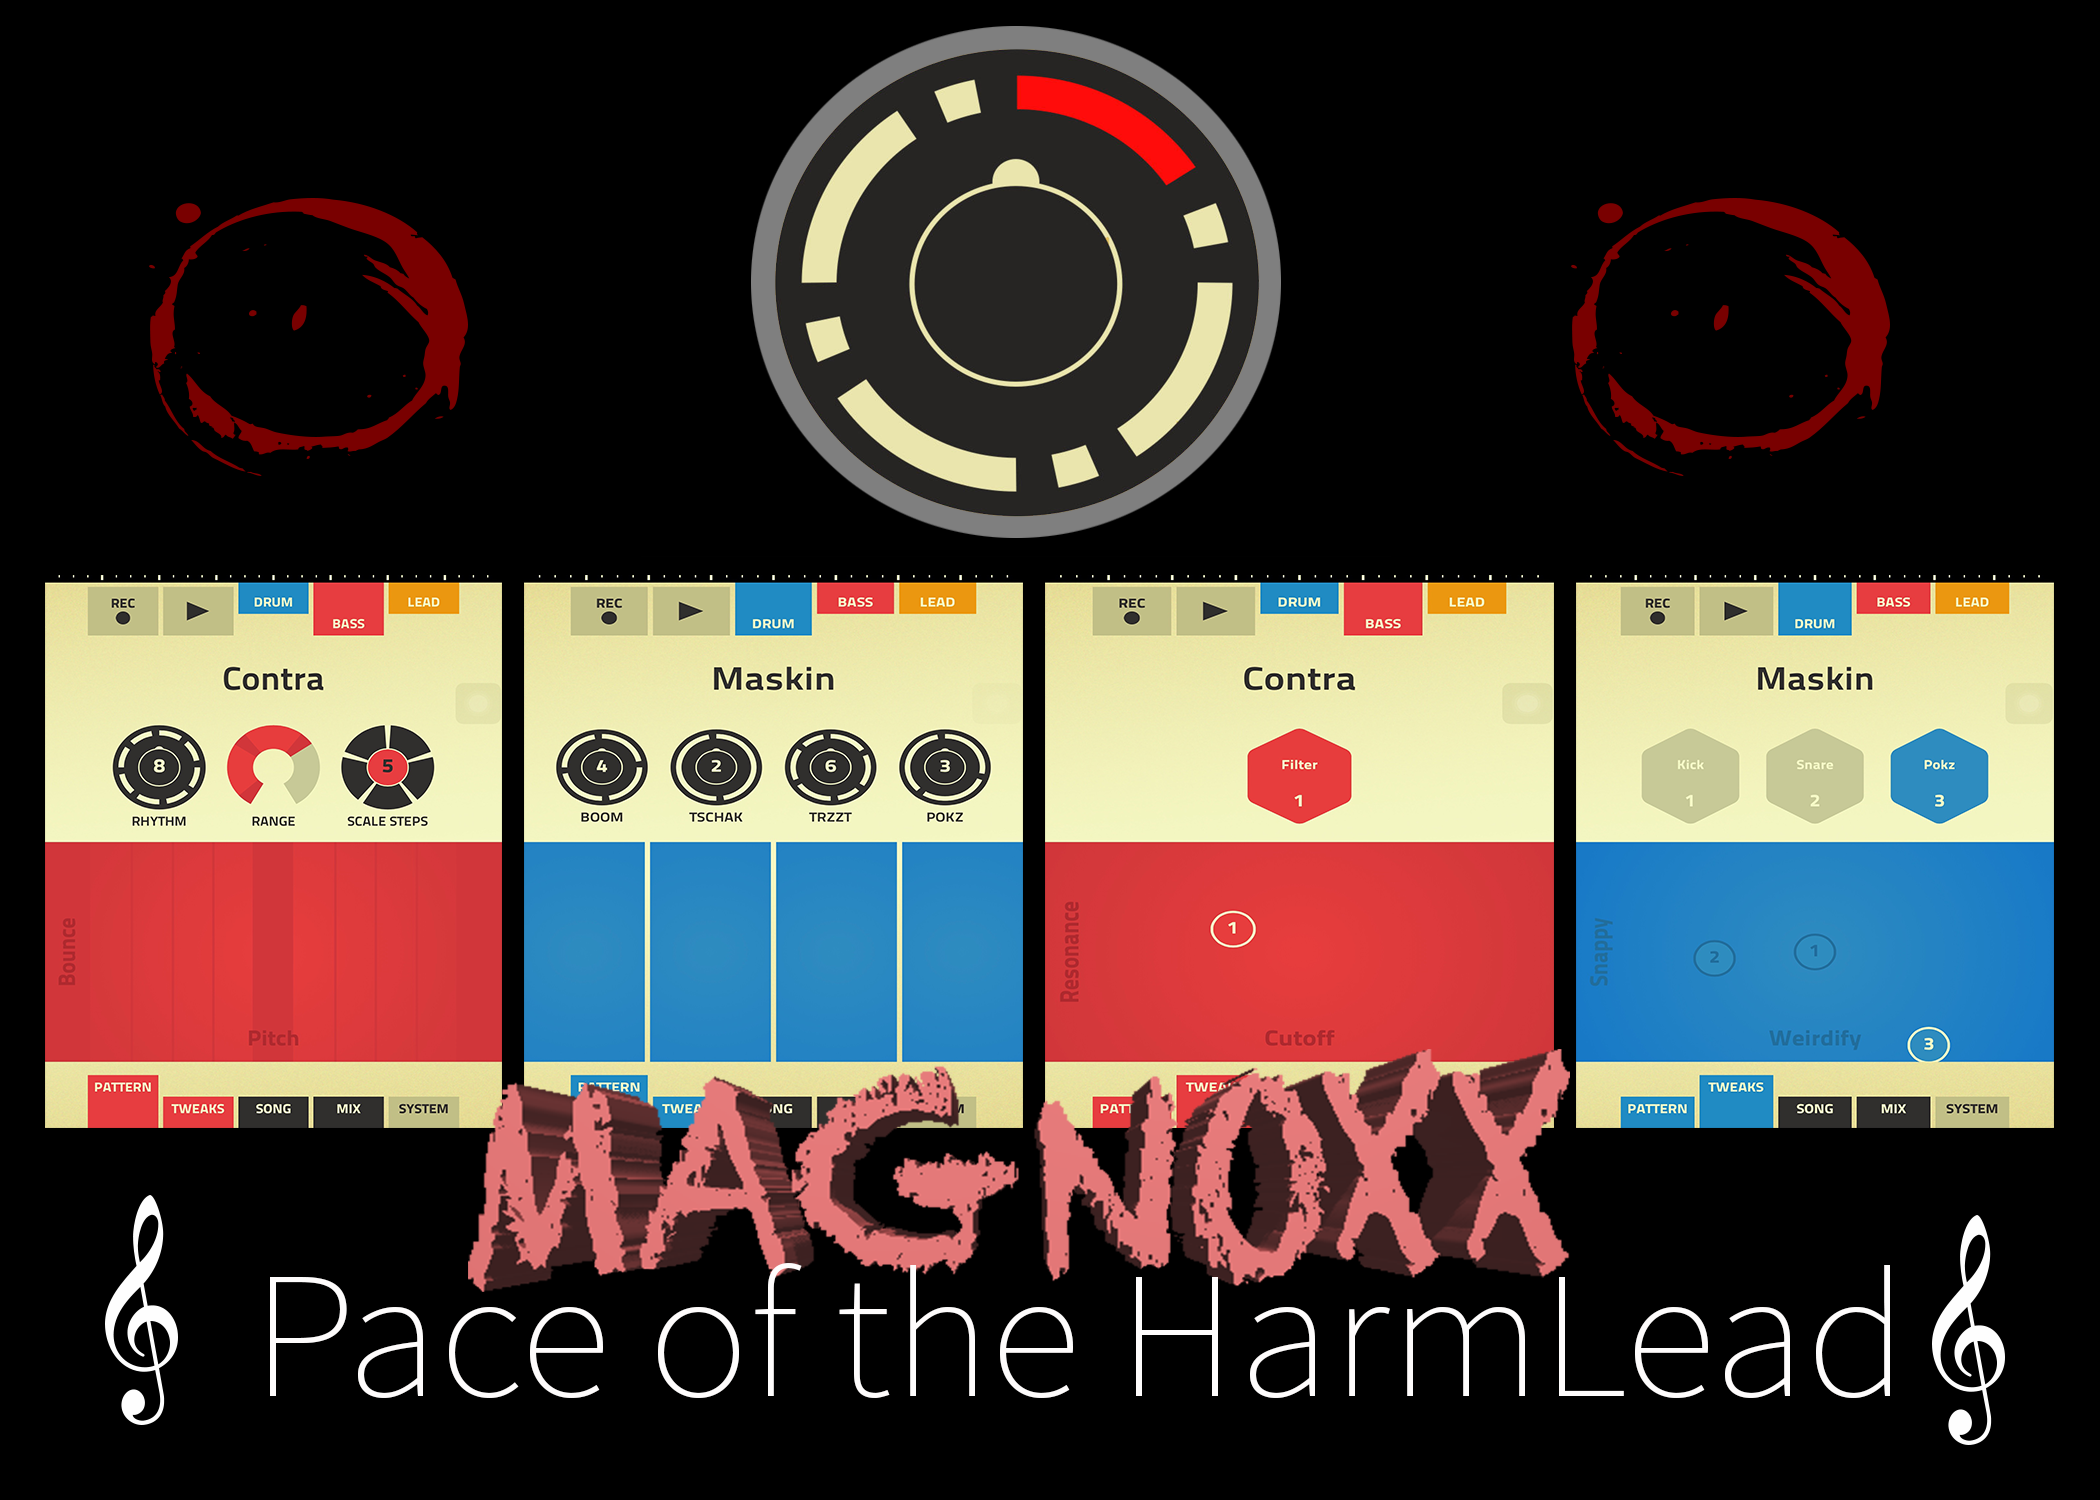 REC DRUM BASS LEAD
Contra
8 5
RHYTHM RANGE SCALE STEPS
Bounce
Pitch
PATTERN TWEAKS SONG MIX SYSTEM
REC DRUM BASS LEAD
Maskin
4 2 6 3
BOOM TSCHAK TRZZT POKZ
PATTERN
REC DRUM BASS LEAD
Contra
Filter
1
1
Resonance
Cutoff
REC DRUM BASS LEAD
Maskin
Kick Snare Pokz
1 2 3
Snappy
2 1
Weirdify
3
PATTERN TWEAKS SONG MIX SYSTEM
MAGNOXX
Pace of the HarmLead